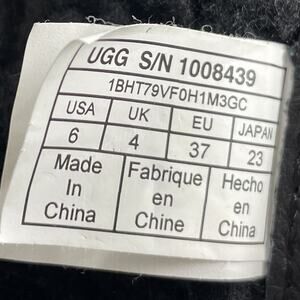 UGG S/N 1008439
1BHT79VF0H1M3GC
USA UK EU JAPAN
6 4 37 23
Made Fabrique Hecho
In en en
China Chine China